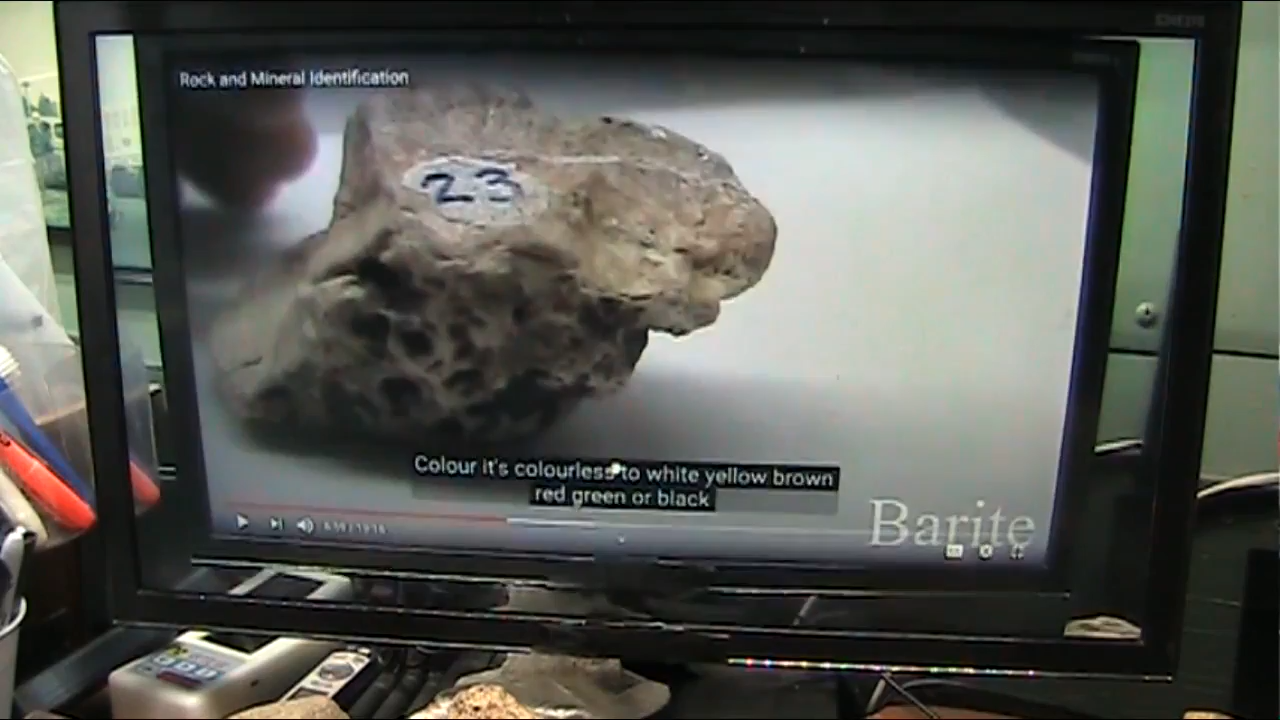 Rock and Mineral Identification
23
Colour it's colourless to white yellow brown
red green or black
Barite